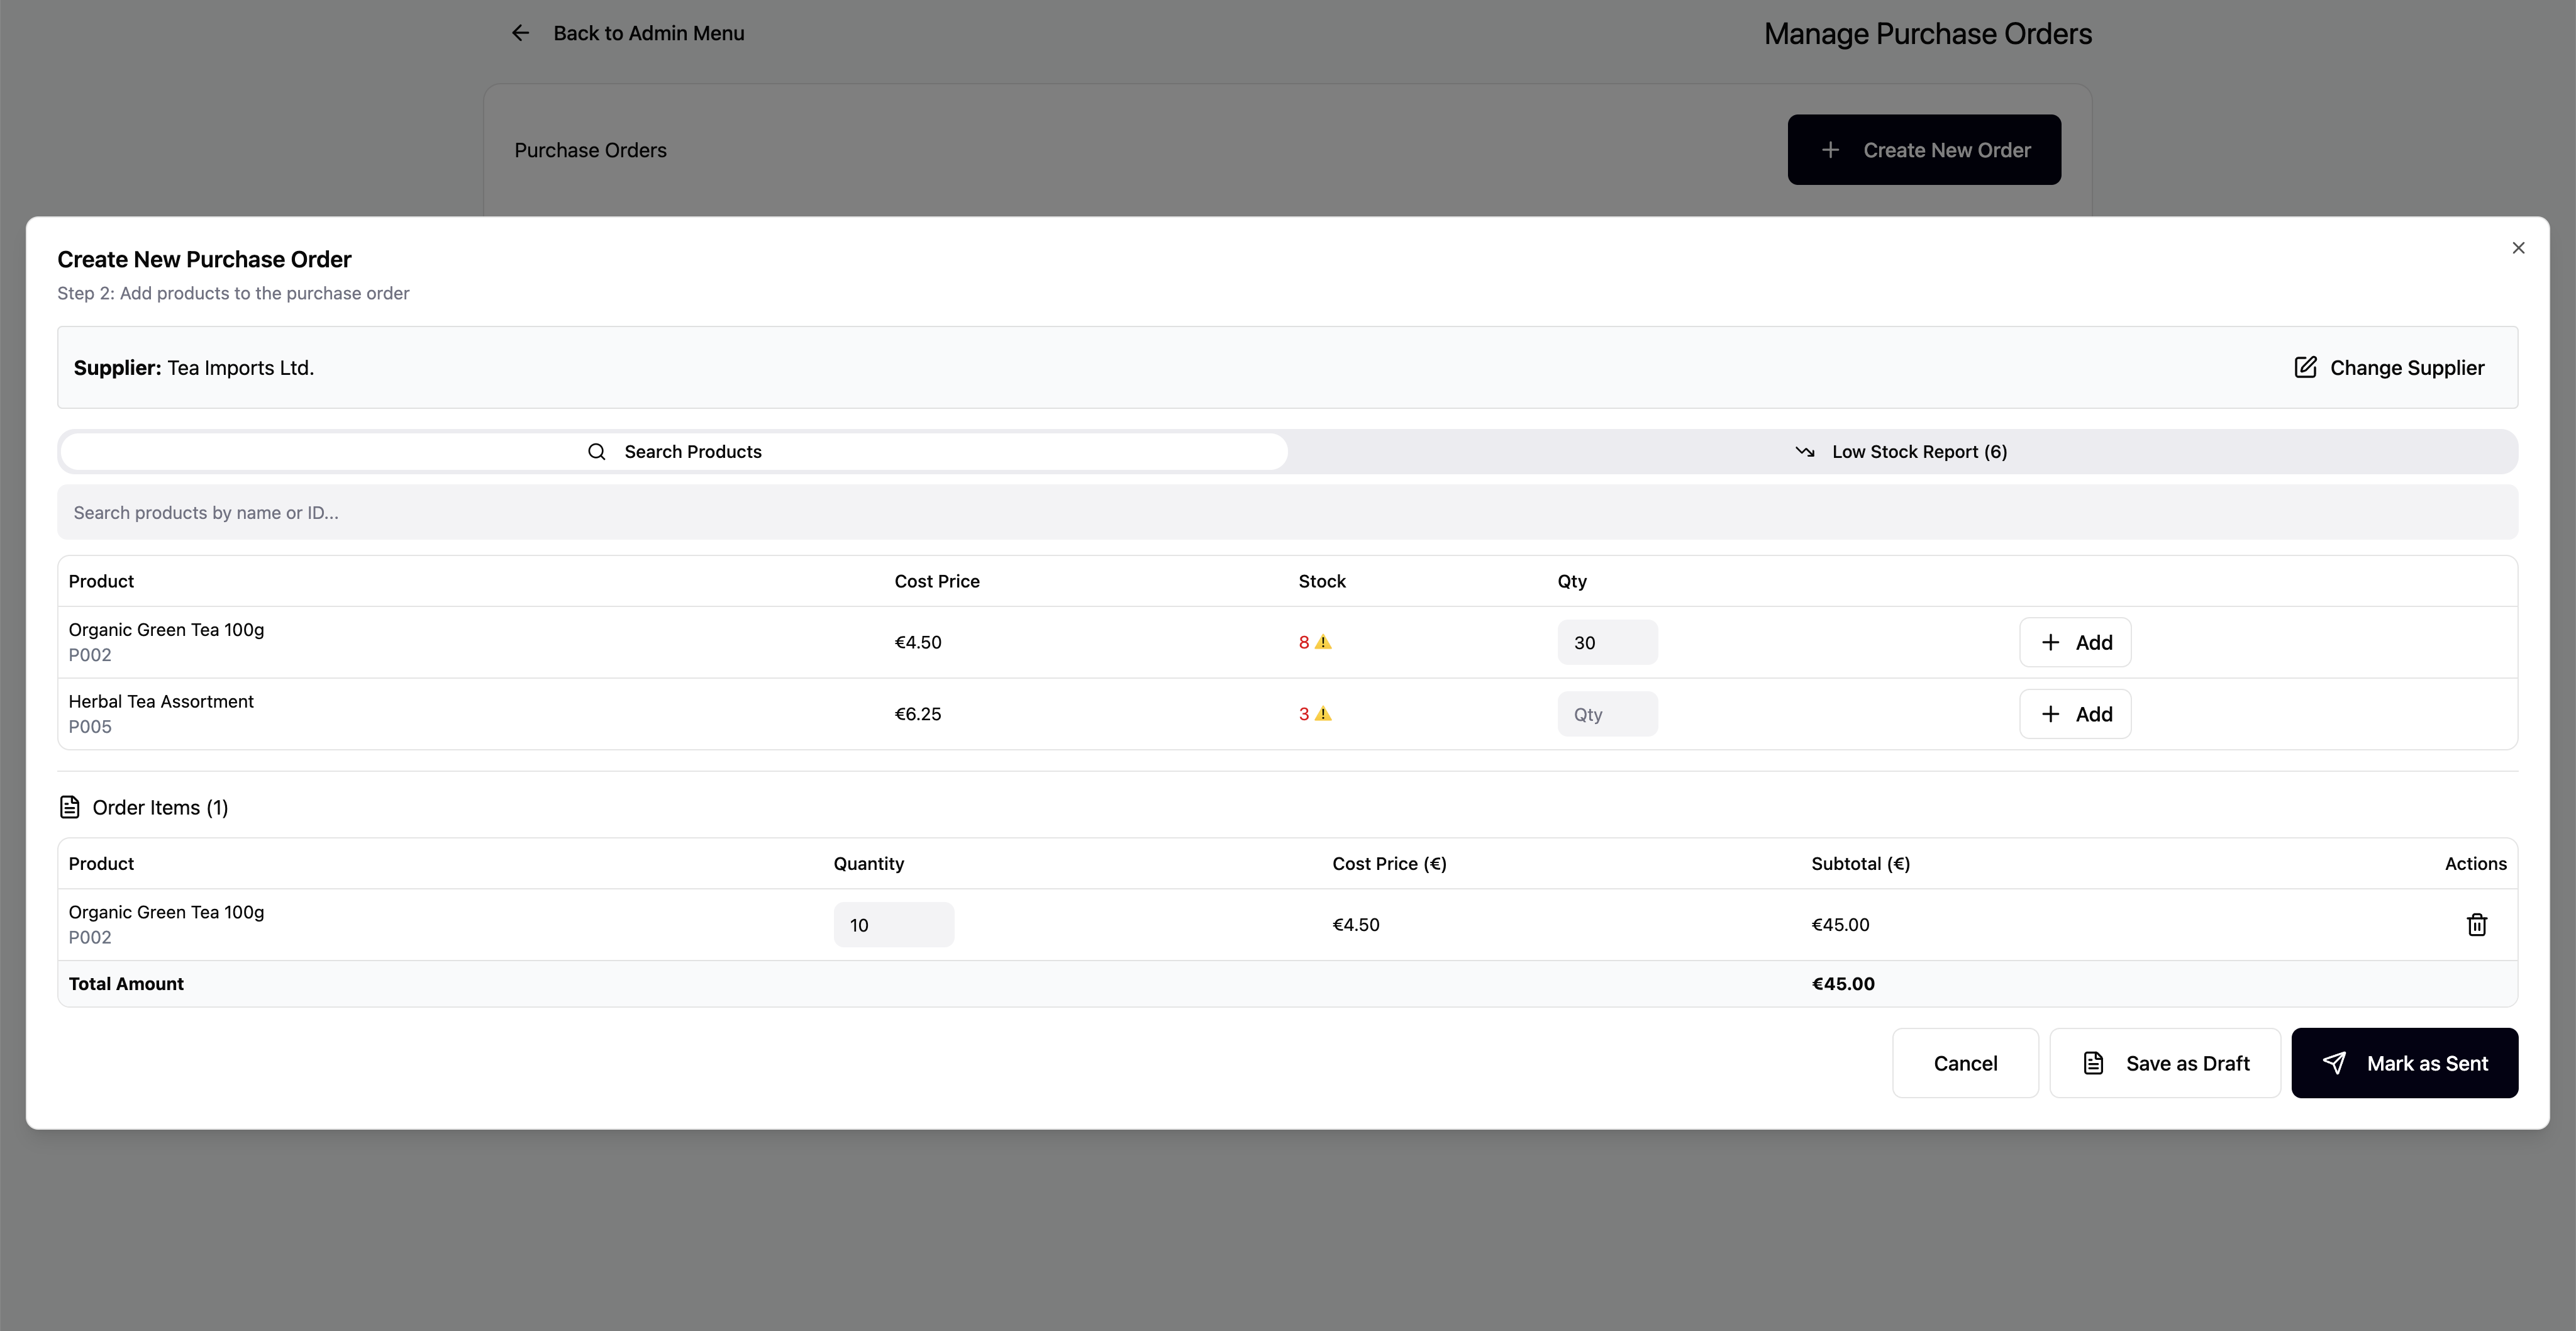 Back to Admin Menu
Manage Purchase Orders
Purchase Orders
Create New Order
Create New Purchase Order
Step 2: Add products to the purchase order
Supplier: Tea Imports Ltd.
Change Supplier
Search Products
Low Stock Report (6)
Search products by name or ID...
Product Cost Price Stock Qty
Organic Green Tea 100g
P002
€4.50 8 30 Add
Herbal Tea Assortment
P005
€6.25 3 Qty Add
Order Items (1)
Product Quantity Cost Price (€) Subtotal (€) Actions
Organic Green Tea 100g
P002
10 €4.50 €45.00
Total Amount €45.00
Cancel
Save as Draft
Mark as Sent